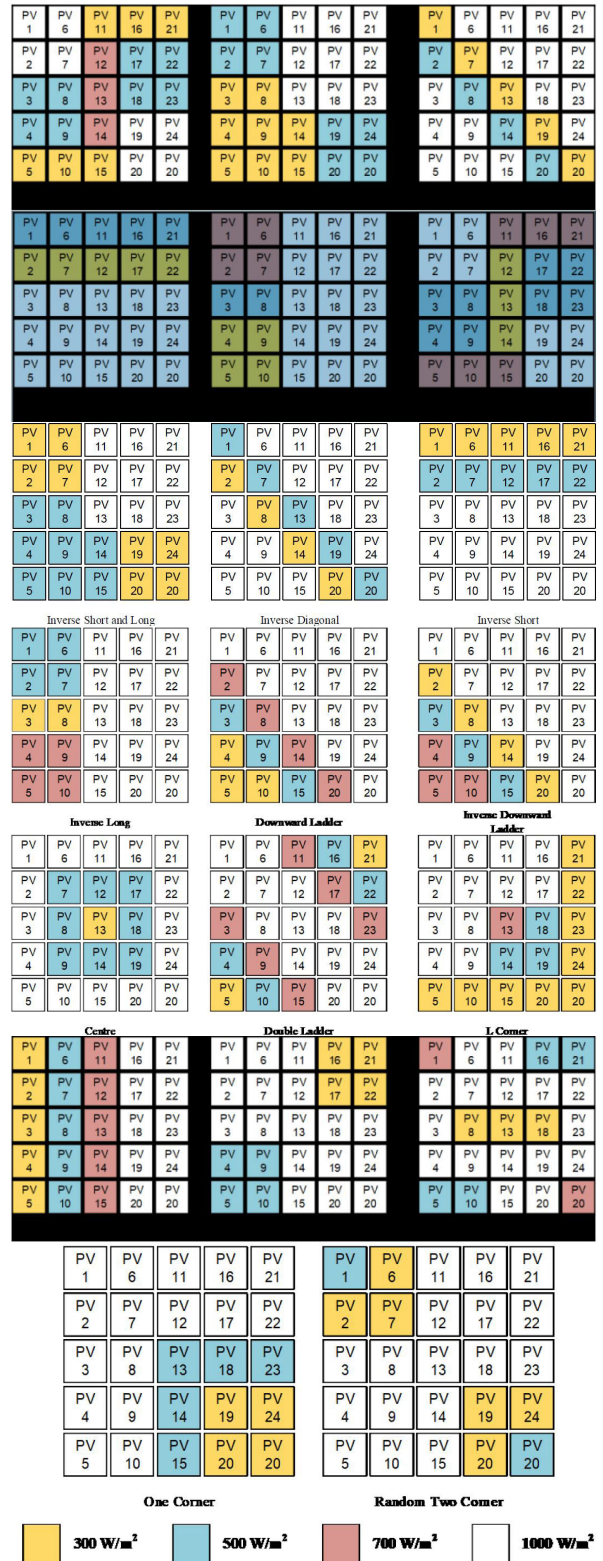 PV PV PV PV PV PV PV PV PV PV PV PV PV PV PV
1 6 11 16 21 1 6 11 16 21 1 6 11 16 21
PV PV PV PV PV PV PV PV PV PV PV PV PV PV PV
2 7 12 17 22 2 7 12 17 22 2 7 12 17 22
PV PV PV PV PV PV PV PV PV PV PV PV PV PV PV
3 8 13 18 23 3 8 13 18 23 3 8 13 18 23
PV PV PV PV PV PV PV PV PV PV PV PV PV PV PV
4 9 14 19 24 4 9 14 19 24 4 9 14 19 24
PV PV PV PV PV PV PV PV PV PV PV PV PV PV PV
5 10 15 20 20 5 10 15 20 20 5 10 15 20 20
PV PV PV PV PV PV PV PV PV PV PV PV PV PV PV
1 6 11 16 21 1 6 11 16 21 1 6 11 16 21
PV PV PV PV PV PV PV PV PV PV PV PV PV PV PV
2 7 12 17 22 2 7 12 17 22 2 7 12 17 22
PV PV PV PV PV PV PV PV PV PV PV PV PV PV PV
3 8 13 18 23 3 8 13 18 23 3 8 13 18 23
PV PV PV PV PV PV PV PV PV PV PV PV PV PV PV
4 9 14 19 24 4 9 14 19 24 4 9 14 19 24
PV PV PV PV PV PV PV PV PV PV PV PV PV PV PV
5 10 15 20 20 5 10 15 20 20 5 10 15 20 20
PV PV PV PV PV PV PV PV PV PV PV PV PV PV PV
1 6 11 16 21 1 6 11 16 21 1 6 11 16 21
PV PV PV PV PV PV PV PV PV PV PV PV PV PV PV
2 7 12 17 22 2 7 12 17 22 2 7 12 17 22
PV PV PV PV PV PV PV PV PV PV PV PV PV PV PV
3 8 13 18 23 3 8 13 18 23 3 8 13 18 23
PV PV PV PV PV PV PV PV PV PV PV PV PV PV PV
4 9 14 19 24 4 9 14 19 24 4 9 14 19 24
PV PV PV PV PV PV PV PV PV PV PV PV PV PV PV
5 10 15 20 20 5 10 15 20 20 5 10 15 20 20
Inverse Short and Long Inverse Diagonal Inverse Short
PV PV PV PV PV PV PV PV PV PV PV PV PV PV PV
1 6 11 16 21 1 6 11 16 21 1 6 11 16 21
PV PV PV PV PV PV PV PV PV PV PV PV PV PV PV
2 7 12 17 22 2 7 12 17 22 2 7 12 17 22
PV PV PV PV PV PV PV PV PV PV PV PV PV PV PV
3 8 13 18 23 3 8 13 18 23 3 8 13 18 23
PV PV PV PV PV PV PV PV PV PV PV PV PV PV PV
4 9 14 19 24 4 9 14 19 24 4 9 14 19 24
PV PV PV PV PV PV PV PV PV PV PV PV PV PV PV
5 10 15 20 20 5 10 15 20 20 5 10 15 20 20
Inverse Long Downward Ladder Inverse Downward
Ladder
PV PV PV PV PV PV PV PV PV PV PV PV PV PV PV
1 6 11 16 21 1 6 11 16 21 1 6 11 16 21
PV PV PV PV PV PV PV PV PV PV PV PV PV PV PV
2 7 12 17 22 2 7 12 17 22 2 7 12 17 22
PV PV PV PV PV PV PV PV PV PV PV PV PV PV PV
3 8 13 18 23 3 8 13 18 23 3 8 13 18 23
PV PV PV PV PV PV PV PV PV PV PV PV PV PV PV
4 9 14 19 24 4 9 14 19 24 4 9 14 19 24
PV PV PV PV PV PV PV PV PV PV PV PV PV PV PV
5 10 15 20 20 5 10 15 20 20 5 10 15 20 20
Centre Double Ladder L Corner
PV PV PV PV PV PV PV PV PV PV PV PV PV PV PV
1 6 11 16 21 1 6 11 16 21 1 6 11 16 21
PV PV PV PV PV PV PV PV PV PV PV PV PV PV PV
2 7 12 17 22 2 7 12 17 22 2 7 12 17 22
PV PV PV PV PV PV PV PV PV PV PV PV PV PV PV
3 8 13 18 23 3 8 13 18 23 3 8 13 18 23
PV PV PV PV PV PV PV PV PV PV PV PV PV PV PV
4 9 14 19 24 4 9 14 19 24 4 9 14 19 24
PV PV PV PV PV PV PV PV PV PV PV PV PV PV PV
5 10 15 20 20 5 10 15 20 20 5 10 15 20 20
PV PV PV PV PV PV PV PV PV PV
1 6 11 16 21 1 6 11 16 21
PV PV PV PV PV PV PV PV PV PV
2 7 12 17 22 2 7 12 17 22
PV PV PV PV PV PV PV PV PV PV
3 8 13 18 23 3 8 13 18 23
PV PV PV PV PV PV PV PV PV PV
4 9 14 19 24 4 9 14 19 24
PV PV PV PV PV PV PV PV PV PV
5 10 15 20 20 5 10 15 20 20
One Corner Random Two Corner
300 W/m² 500 W/m² 700 W/m² 1000 W/m²